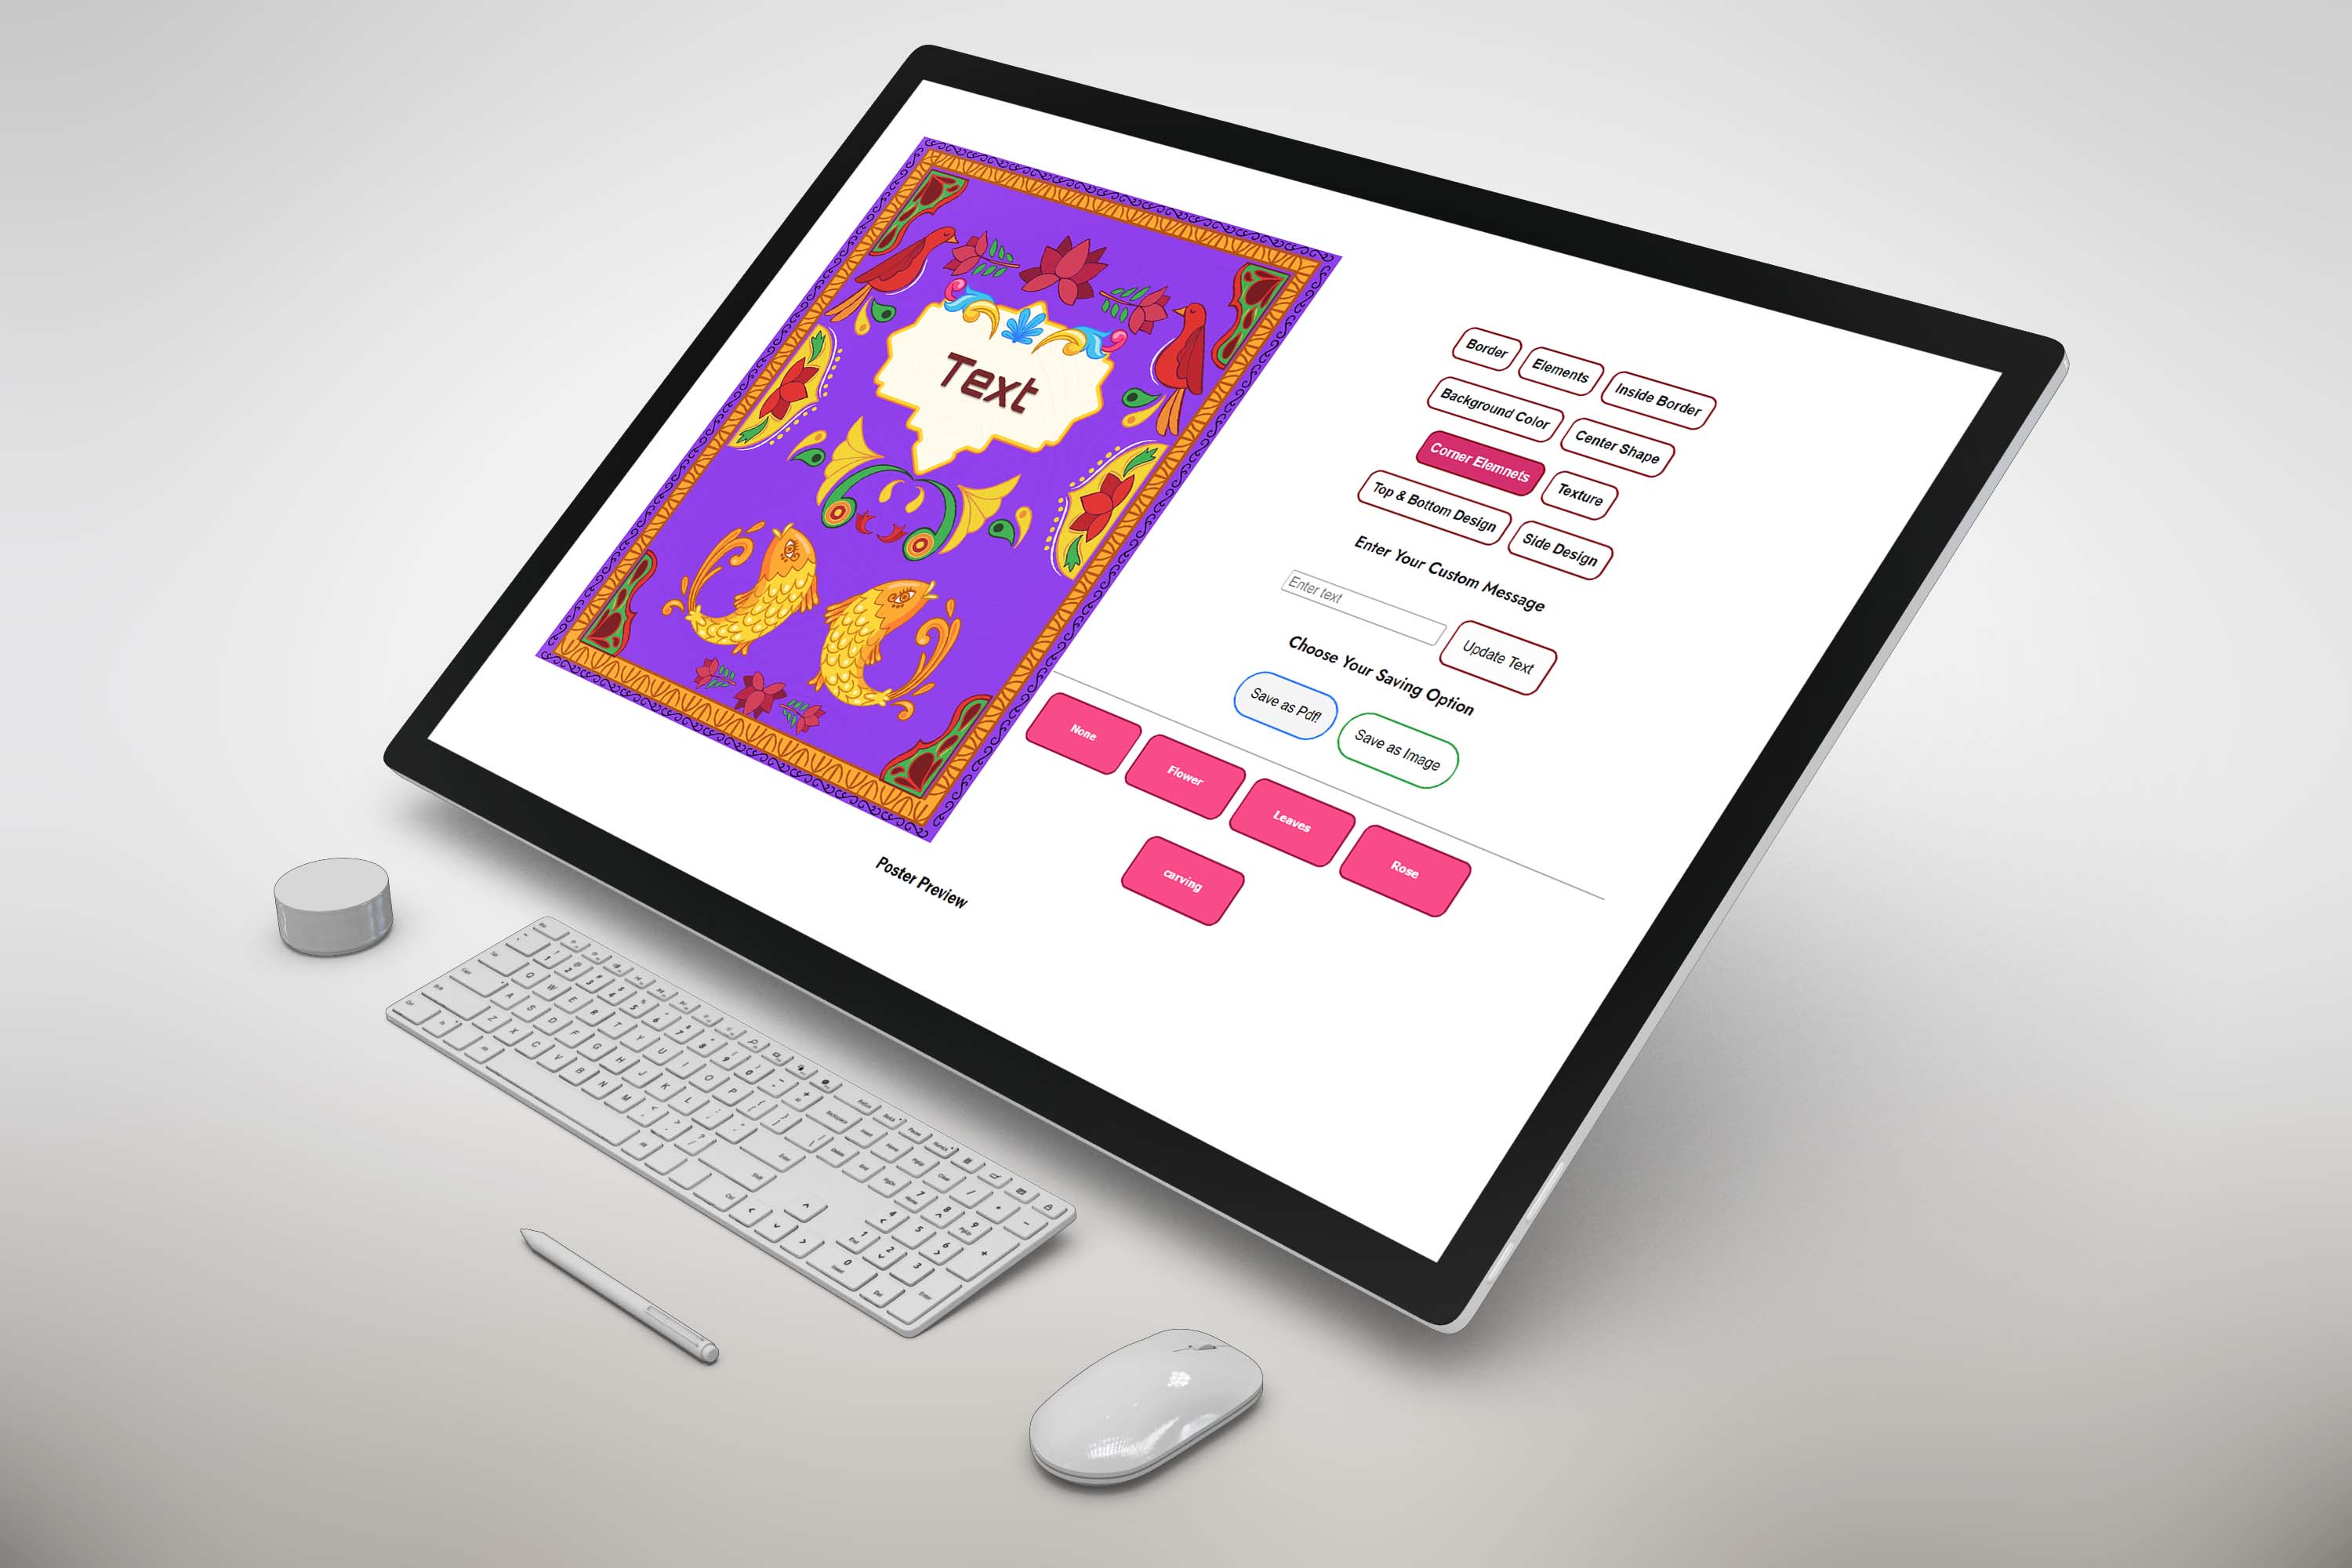 Text
Border
Elements
Inside Border
Background Color
Center Shape
Corner Elemnets
Texture
Top & Bottom Design
Side Design
Enter Your Custom Message
Enter text
Update Text
Choose Your Saving Option
Save as Pdf!
Save as Image
None
Flower
Leaves
Rose
carving
Poster Preview